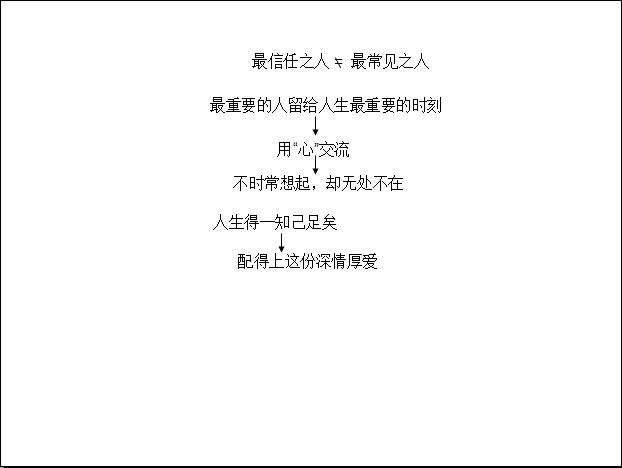 最信任之人 ≒ 最常见之人
最重要的人留给人生最重要的时刻
用“心”交流
不时常想起，却无处不在
人生得一知己足矣
配得上这份深情厚爱